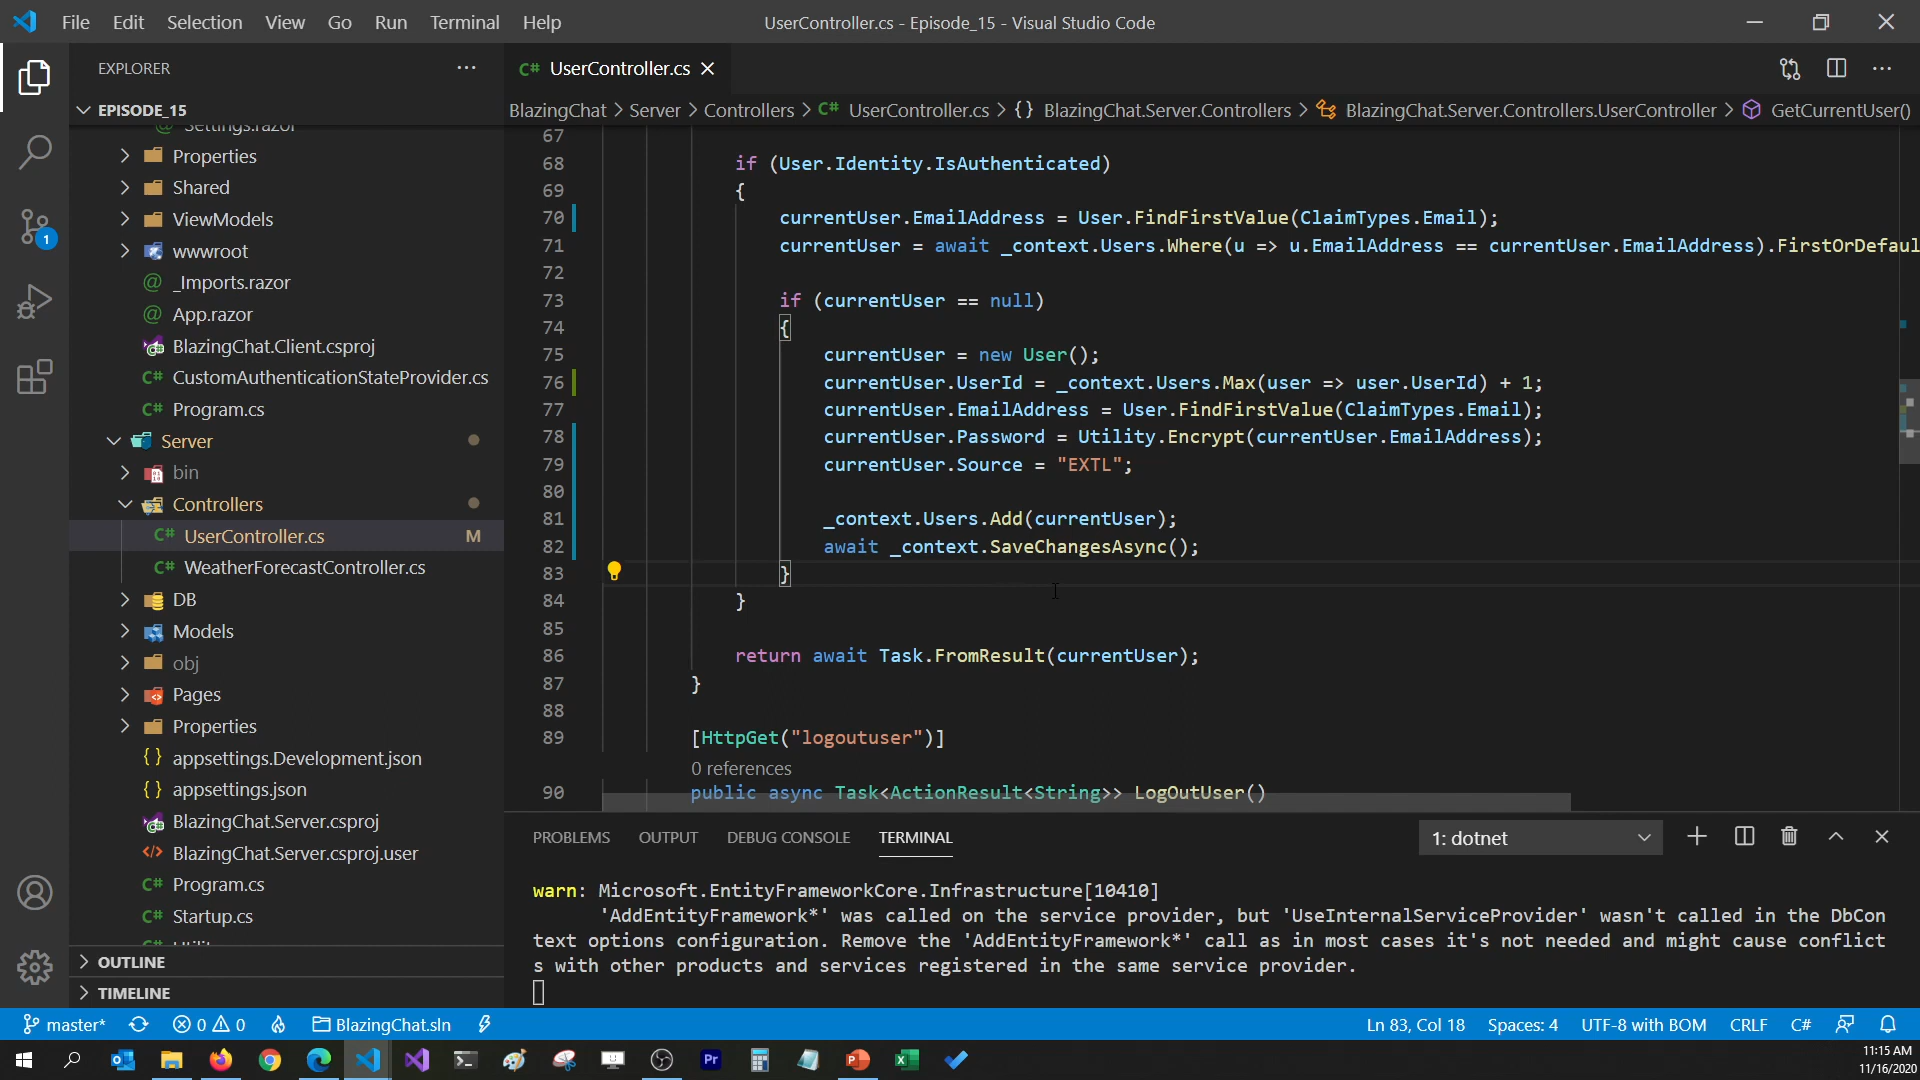 File Edit Selection View Go Run Terminal Help
UserController.cs - Episode_15 - Visual Studio Code
EXPLORER
EPISODE_15
Settings.razor
Properties
Shared
ViewModels
wwwroot
_Imports.razor
App.razor
BlazingChat.Client.csproj
C# CustomAuthenticationStateProvider.cs
C# Program.cs
Server
bin
Controllers
C# UserController.cs M
C# WeatherForecastController.cs
DB
Models
obj
Pages
Properties
{} appsettings.Development.json
{} appsettings.json
BlazingChat.Server.csproj
BlazingChat.Server.csproj.user
C# Program.cs
C# Startup.cs
OUTLINE
TIMELINE
C# UserController.cs
BlazingChat > Server > Controllers > C# UserController.cs > {} BlazingChat.Server.Controllers > BlazingChat.Server.Controllers.UserController > GetCurrentUser()
67
68 if (User.Identity.IsAuthenticated)
69 {
70 currentUser.EmailAddress = User.FindFirstValue(ClaimTypes.Email);
71 currentUser = await _context.Users.Where(u => u.EmailAddress == currentUser.EmailAddress).FirstOrDefaul
72
73 if (currentUser == null)
74 {
75 currentUser = new User();
76 currentUser.UserId = _context.Users.Max(user => user.UserId) + 1;
77 currentUser.EmailAddress = User.FindFirstValue(ClaimTypes.Email);
78 currentUser.Password = Utility.Encrypt(currentUser.EmailAddress);
79 currentUser.Source = "EXTL";
80
81 _context.Users.Add(currentUser);
82 await _context.SaveChangesAsync();
83 }
84 }
85
86 return await Task.FromResult(currentUser);
87 }
88
89 [HttpGet("logoutuser")]
0 references
90 public async Task<ActionResult<String>> LogOutUser()
PROBLEMS OUTPUT DEBUG CONSOLE TERMINAL
1: dotnet
warn: Microsoft.EntityFrameworkCore.Infrastructure[10410]
'AddEntityFramework*' was called on the service provider, but 'UseInternalServiceProvider' wasn't called in the DbCon
text options configuration. Remove the 'AddEntityFramework*' call as in most cases it's not needed and might cause conflict
s with other products and services registered in the same service provider.
master* 0 0 BlazingChat.sln
Ln 83, Col 18 Spaces: 4 UTF-8 with BOM CRLF C#
11:15 AM
11/16/2020